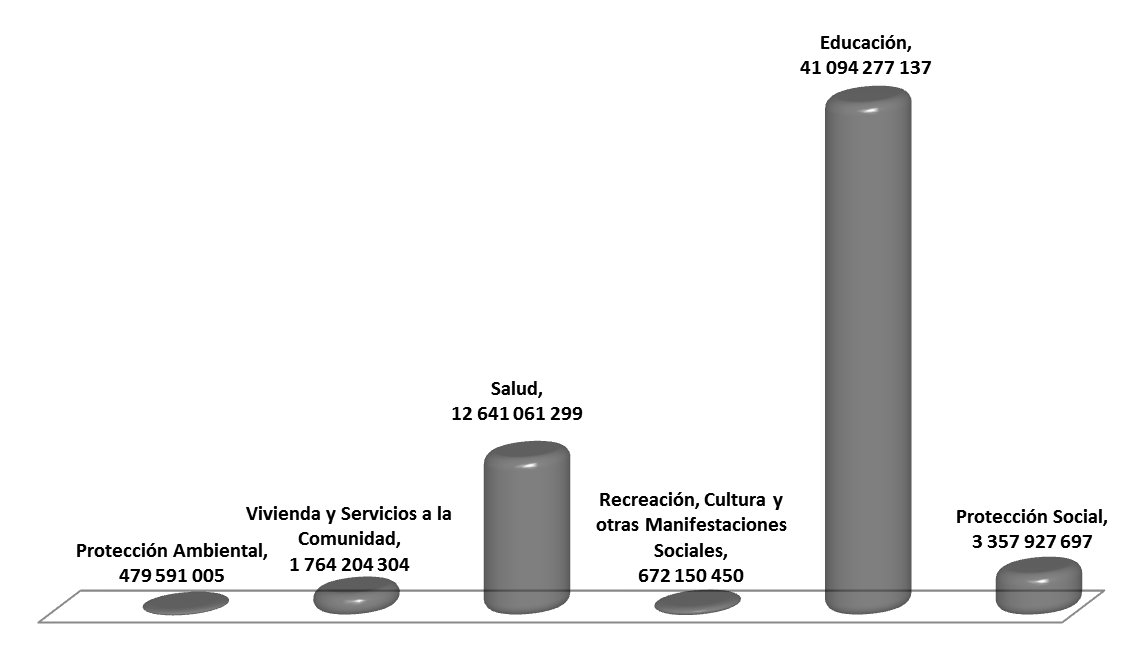 Protección Ambiental,
479 591 005
Vivienda y Servicios a la
Comunidad,
1 764 204 304
Salud,
12 641 061 299
Recreación, Cultura y
otras Manifestaciones
Sociales,
672 150 450
Educación,
41 094 277 137
Protección Social,
3 357 927 697